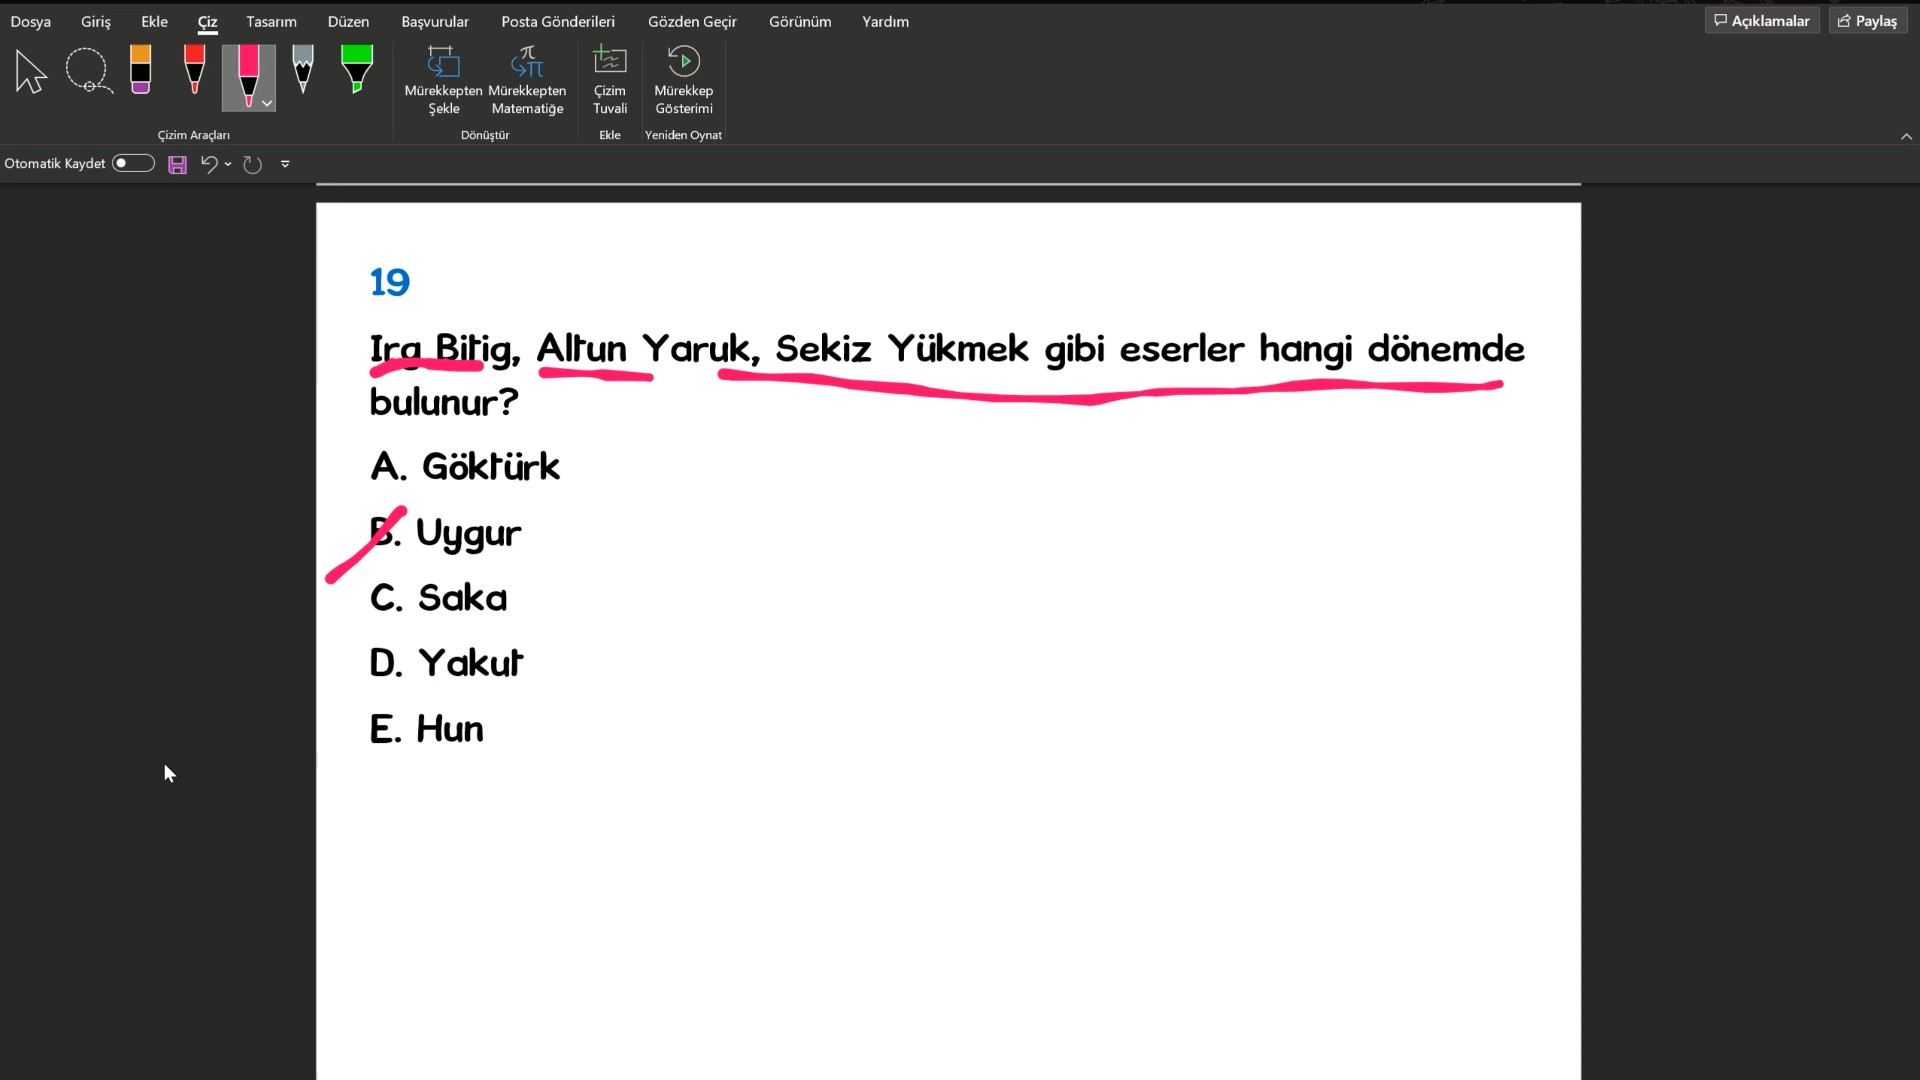 Dosya Giriş Ekle Çiz Tasarım Düzen Başvurular Posta Gönderileri Gözden Geçir Görünüm Yardım Açıklamalar Paylaş
Mürekkepten Şekle
Mürekkepten Matematiğe
Çizim Tuvali
Mürekkep Gösterimi
Çizim Araçları Dönüştür Ekle Yeniden Oynat
Otomatik Kaydet
19
Irg Bitig, Altun Yaruk, Sekiz Yükmek gibi eserler hangi dönemde
bulunur?
A. Göktürk
B. Uygur
C. Saka
D. Yakut
E. Hun